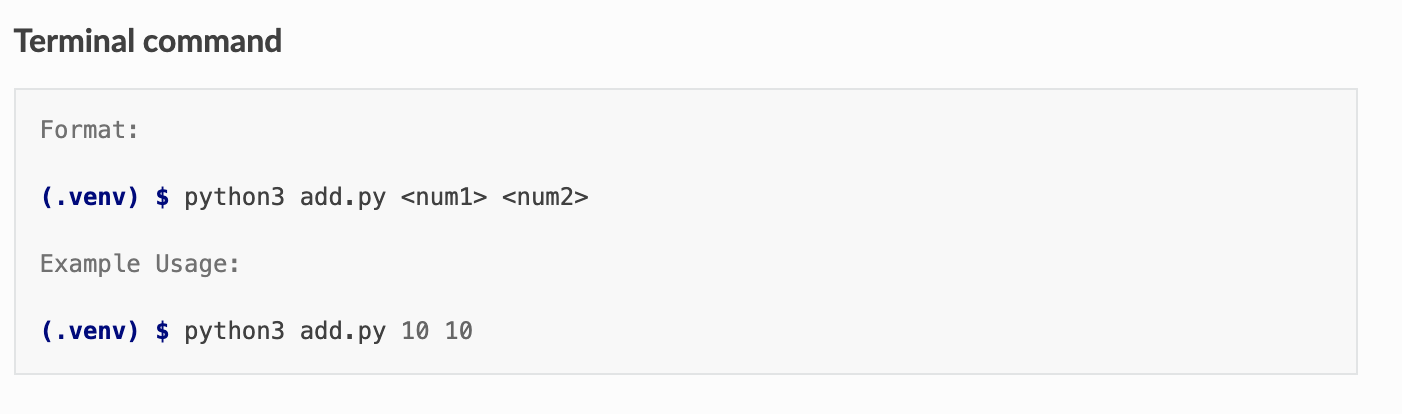 Terminal command
Format:
(.venv) $ python3 add.py <num1> <num2>
Example Usage:
(.venv) $ python3 add.py 10 10